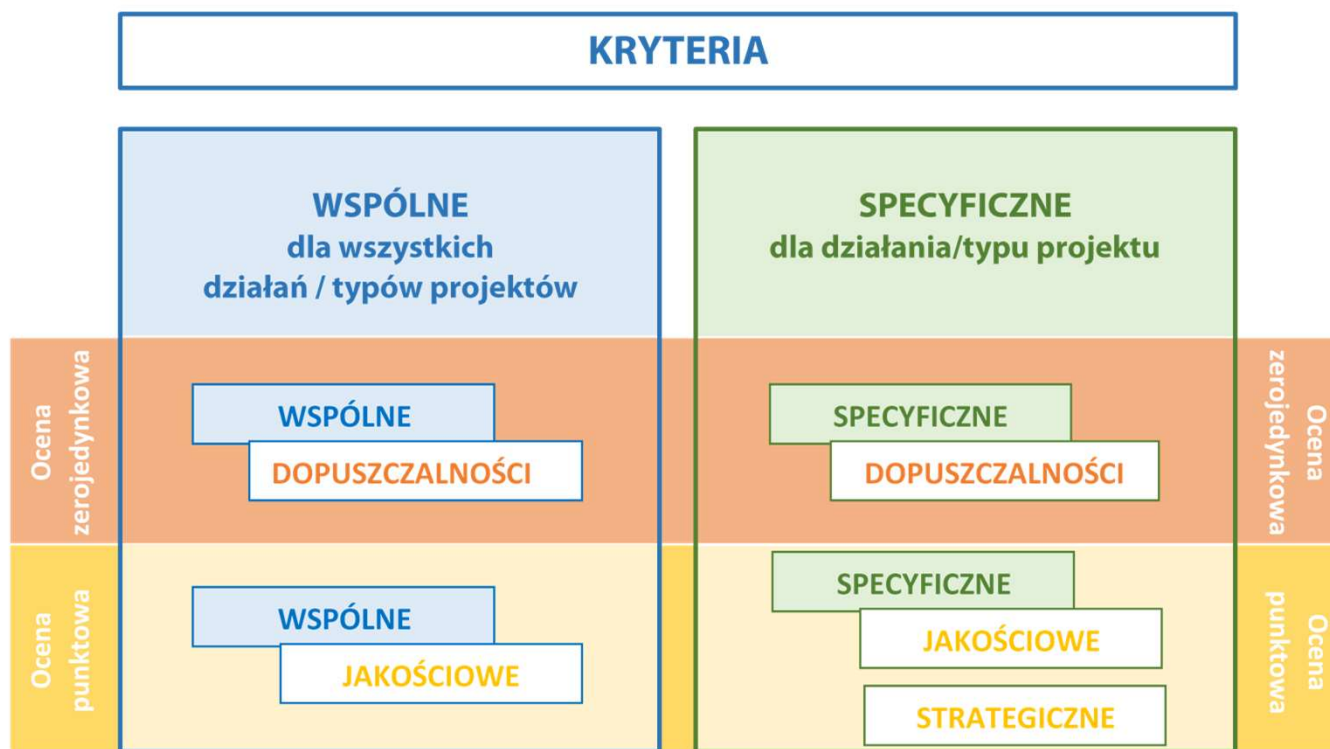 KRYTERIA
WSPÓLNE
dla wszystkich
działań / typów projektów
SPECYFICZNE
dla działania/typu projektu
Ocena
zerojedynkowa
WSPÓLNE
DOPUSZCZALNOŚCI
SPECYFICZNE
DOPUSZCZALNOŚCI
Ocena
zerojedynkowa
Ocena
punktowa
WSPÓLNE
JAKOŚCIOWE
SPECYFICZNE
JAKOŚCIOWE
STRATEGICZNE
Ocena
punktowa